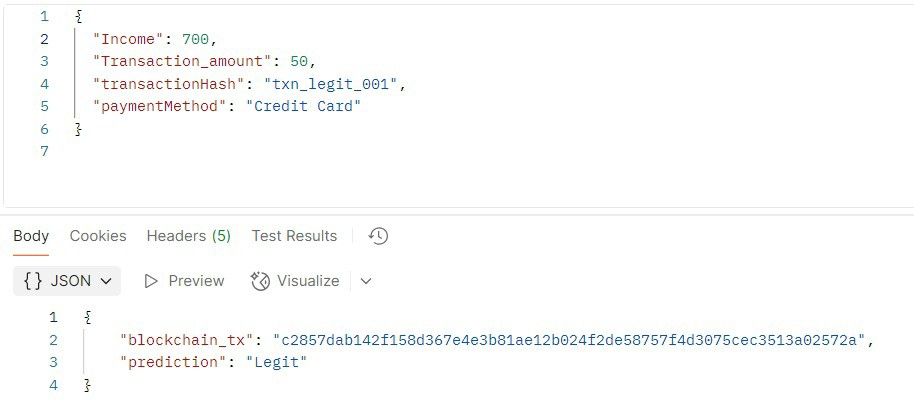 1 {
2 "Income": 700,
3 "Transaction_amount": 50,
4 "transactionHash": "txn_legit_001",
5 "paymentMethod": "Credit Card"
6 }
7
Body Cookies Headers (5) Test Results
{} JSON Preview Visualize
1 {
2 "blockchain_tx": "c2857dab142f158d367e4e3b81ae12b024f2de58757f4d3075cec3513a02572a",
3 "prediction": "Legit"
4 }